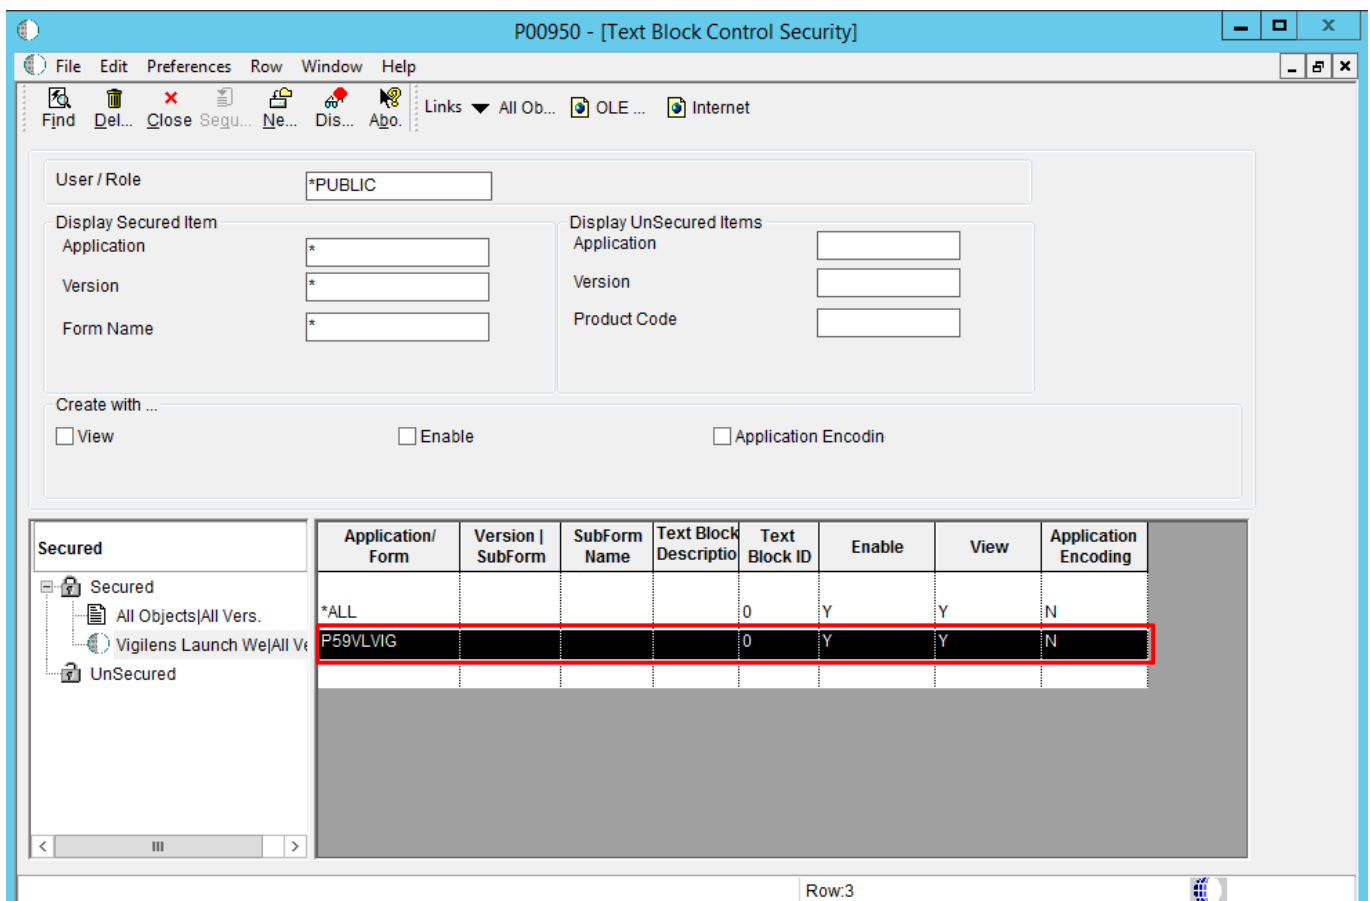 P00950 - [Text Block Control Security]
File Edit Preferences Row Window Help
Find Del... Close Sequ... Ne... Dis... Abo. Links All Ob... OLE ... Internet
User / Role *PUBLIC
Display Secured Item
Application *
Version *
Form Name *
Display UnSecured Items
Application
Version
Product Code
Create with ...
View Enable Application Encodin
Secured
Secured
All Objects|All Vers.
Vigilens Launch We|All Ve
UnSecured
Application/ Version | SubForm Text Block Text Enable View Application
Form SubForm Name Descriptio Block ID Encoding
*ALL 0 Y Y N
P59VLVIG 0 Y Y N
Row:3